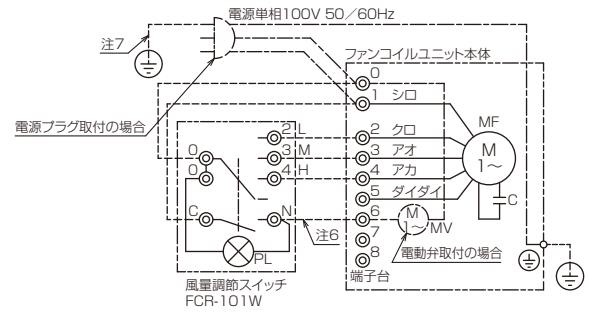 電源単相100V 50／60Hz
注7
ファンコイルユニット本体
0
1 シロ
電源プラグ取付の場合
MF
2 L
2 クロ
M
1～
0
3 M
3 アオ
0
4 H
4 アカ
5 ダイダイ
C
C
N
6
M
1～
MV
注6
7
電動弁取付の場合
PL
8
端子台
風量調節スイッチ
FCR-101W